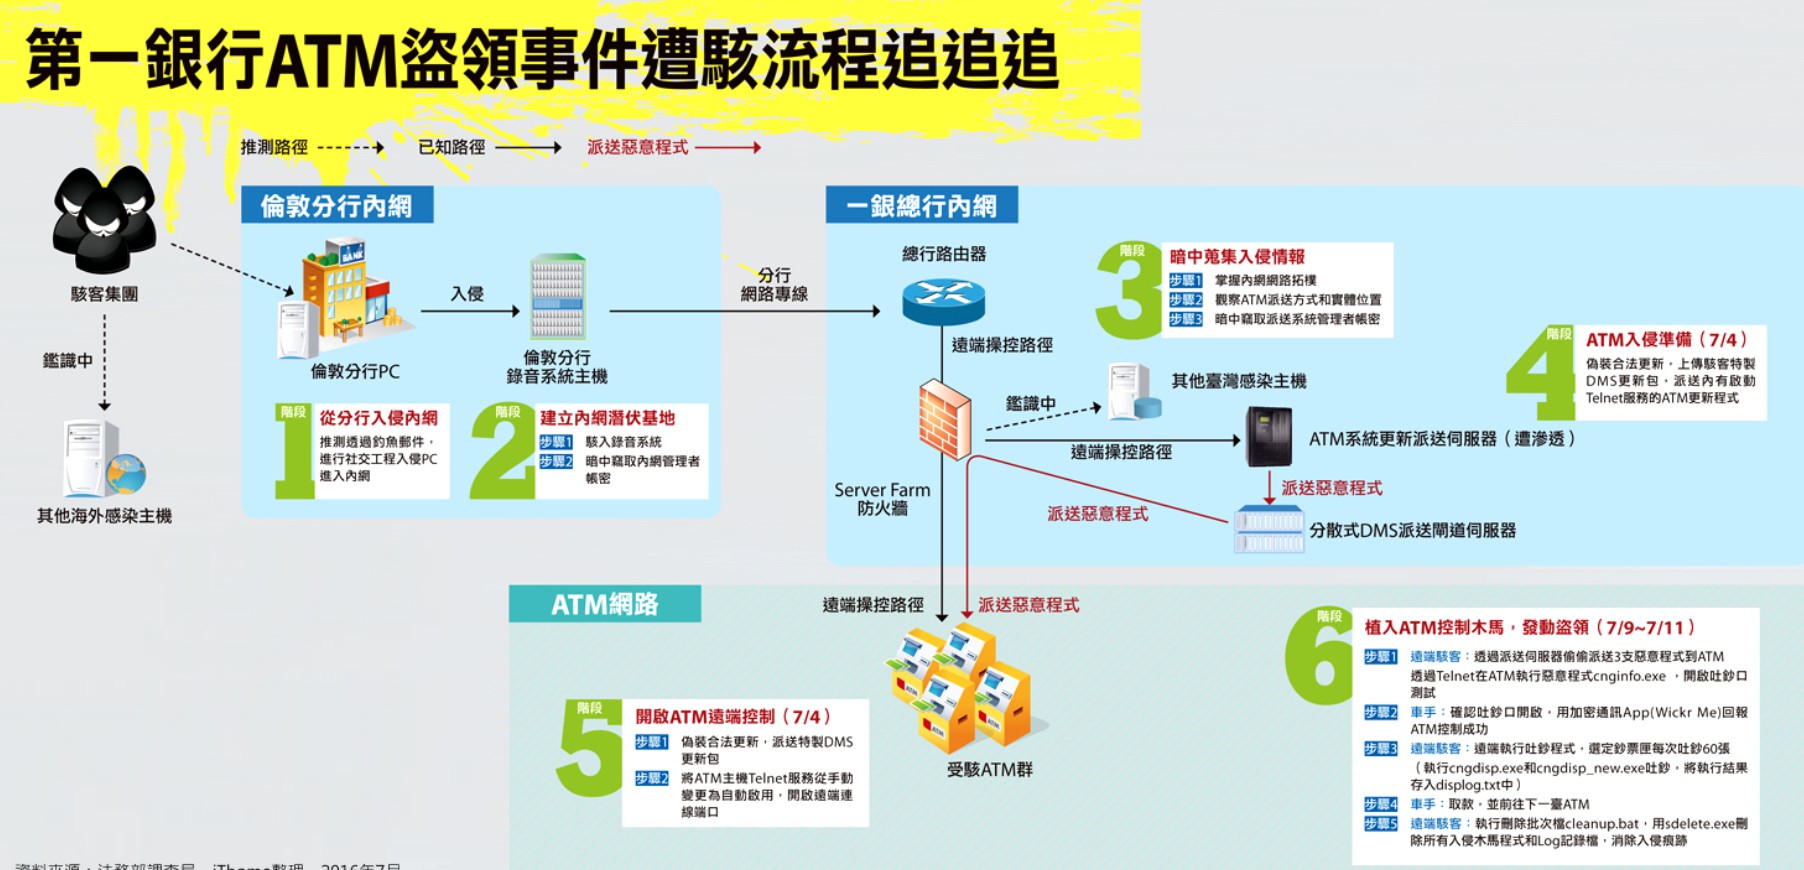 第一銀行ATM盜領事件遭駭流程追追追
推測路徑
已知路徑
派送惡意程式
駭客集團
鑑識中
其他海外感染主機
倫敦分行內網
BANK
倫敦分行PC
入侵
倫敦分行
錄音系統主機
階段
1
從分行入侵內網
推測透過釣魚郵件，
進行社交工程入侵PC
進入內網
階段
2
建立內網潛伏基地
步驟1 駭入錄音系統
步驟2 暗中竊取內網管理者
帳密
分行
網路專線
一銀總行內網
總行路由器
遠端操控路徑
階段
3
暗中蒐集入侵情報
步驟1 掌握內網網路拓樸
步驟2 觀察ATM派送方式和實體位置
步驟3 暗中竊取派送系統管理者帳密
階段
4
ATM入侵準備（7/4）
偽裝合法更新，上傳駭客特製
DMS更新包，派送內有啟動
Telnet服務的ATM更新程式
鑑識中
其他臺灣感染主機
遠端操控路徑
ATM系統更新派送伺服器（遭滲透）
派送惡意程式
分散式DMS派送閘道伺服器
派送惡意程式
Server Farm
防火牆
ATM網路
遠端操控路徑
派送惡意程式
ATM
ATM
ATM
受駭ATM群
階段
5
開啟ATM遠端控制（7/4）
步驟1 偽裝合法更新，派送特製DMS
更新包
步驟2 將ATM主機Telnet服務從手動
變更為自動啟用，開啟遠端連
線端口
階段
6
植入ATM控制木馬，發動盜領（7/9~7/11）
步驟1 遠端駭客：透過派送伺服器偷偷派送3支惡意程式到ATM
透過Telnet在ATM執行惡意程式cnginfo.exe ，開啟吐鈔口
測試
步驟2 車手：確認吐鈔口開啟，用加密通訊App(Wickr Me)回報
ATM控制成功
步驟3 遠端駭客：遠端執行吐鈔程式，選定鈔票匣每次吐鈔60張
（執行cngdisp.exe和cngdisp_new.exe吐鈔，將執行結果
存入displog.txt中）
步驟4 車手：取款，並前往下一臺ATM
步驟5 遠端駭客：執行刪除批次檔cleanup.bat，用sdelete.exe刪
除所有入侵木馬程式和Log記錄檔，消除入侵痕跡
資料來源：法務部調查局，iThome整理，2016年7月